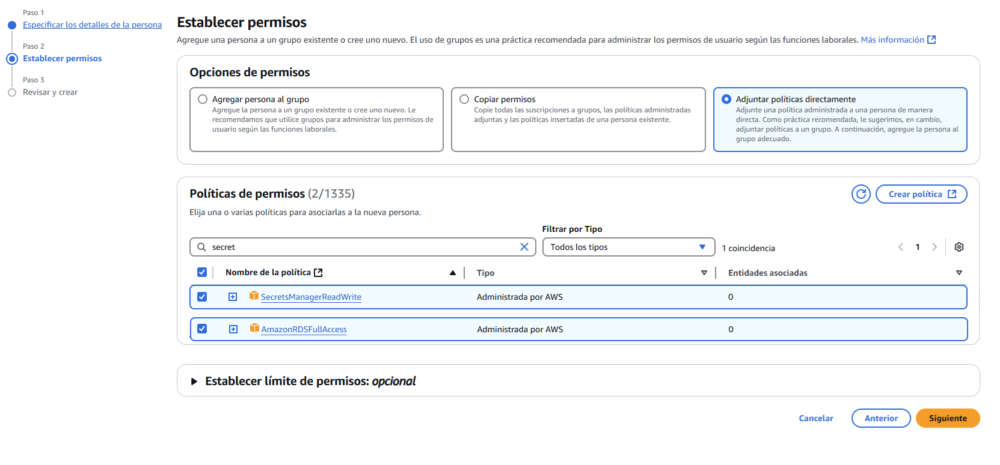 Paso 1
Especificar los detalles de la persona
Paso 2
Establecer permisos
Paso 3
Revisar y crear
Establecer permisos
Agregue una persona a un grupo existente o cree uno nuevo. El uso de grupos es una práctica recomendada para administrar los permisos de usuario según las funciones laborales. Más información
Opciones de permisos
Agregar persona al grupo
Agregue la persona a un grupo existente o cree uno nuevo. Le
recomendamos que utilice grupos para administrar los permisos de
usuario según las funciones laborales.
Copiar permisos
Copie todas las suscripciones a grupos, las políticas administradas
adjuntas y las políticas insertadas de una persona existente.
Adjuntar políticas directamente
Adjunte una política administrada a una persona de manera
directa. Como práctica recomendada, le sugerimos, en cambio,
adjuntar políticas a un grupo. A continuación, agregue la persona al
grupo adecuado.
Políticas de permisos (2/1335)
Crear política
Elija una o varias políticas para asociarlas a la nueva persona.
Filtrar por Tipo
secret
Todos los tipos
1 coincidencia
1
Nombre de la política
Tipo
Entidades asociadas
SecretsManagerReadWrite
Administrada por AWS
0
AmazonRDSFullAccess
Administrada por AWS
0
Establecer límite de permisos: opcional
Cancelar
Anterior
Siguiente